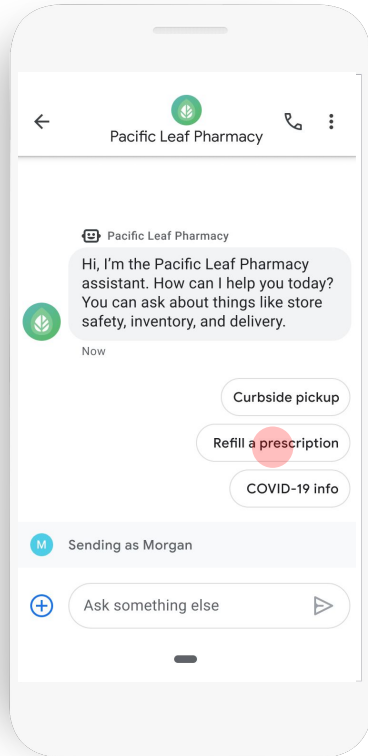 Pacific Leaf Pharmacy
Pacific Leaf Pharmacy
Hi, I'm the Pacific Leaf Pharmacy
assistant. How can I help you today?
You can ask about things like store
safety, inventory, and delivery.
Now
Curbside pickup
Refill a prescription
COVID-19 info
M Sending as Morgan
Ask something else